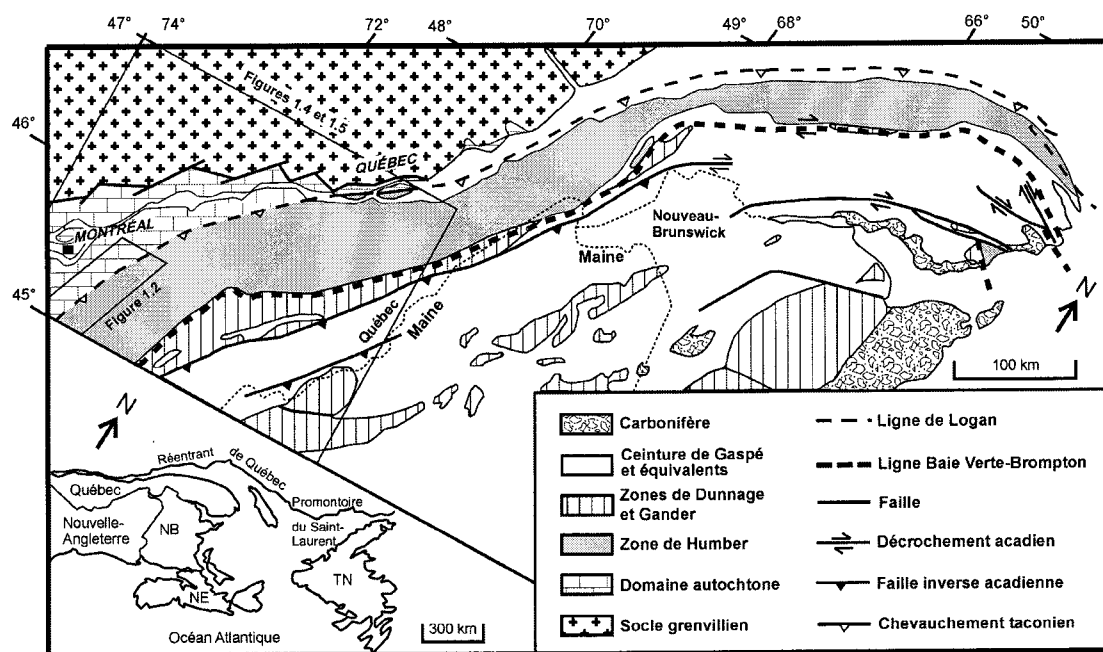 47° 74° 72° 48° 70° 49° 68° 66° 50°
46°
45°
Figures 1.4 et 1.5
QUÉBEC
MONTRÉAL
Figure 1.2
Québec
Maine
Maine
Nouveau-
Brunswick
N
100 km
N
Réentrant de Québec
Promontoire
du Saint-
Laurent
Québec
Nouvelle-
Angleterre
NB
NE
TN
Océan Atlantique
300 km
Carbonifère
Ceinture de Gaspé
et équivalents
Zones de Dunnage
et Gander
Zone de Humber
Domaine autochtone
Socle grenvillien
Ligne de Logan
Ligne Baie Verte-Brompton
Faille
Décrochement acadien
Faille inverse acadienne
Chevauchement taconien